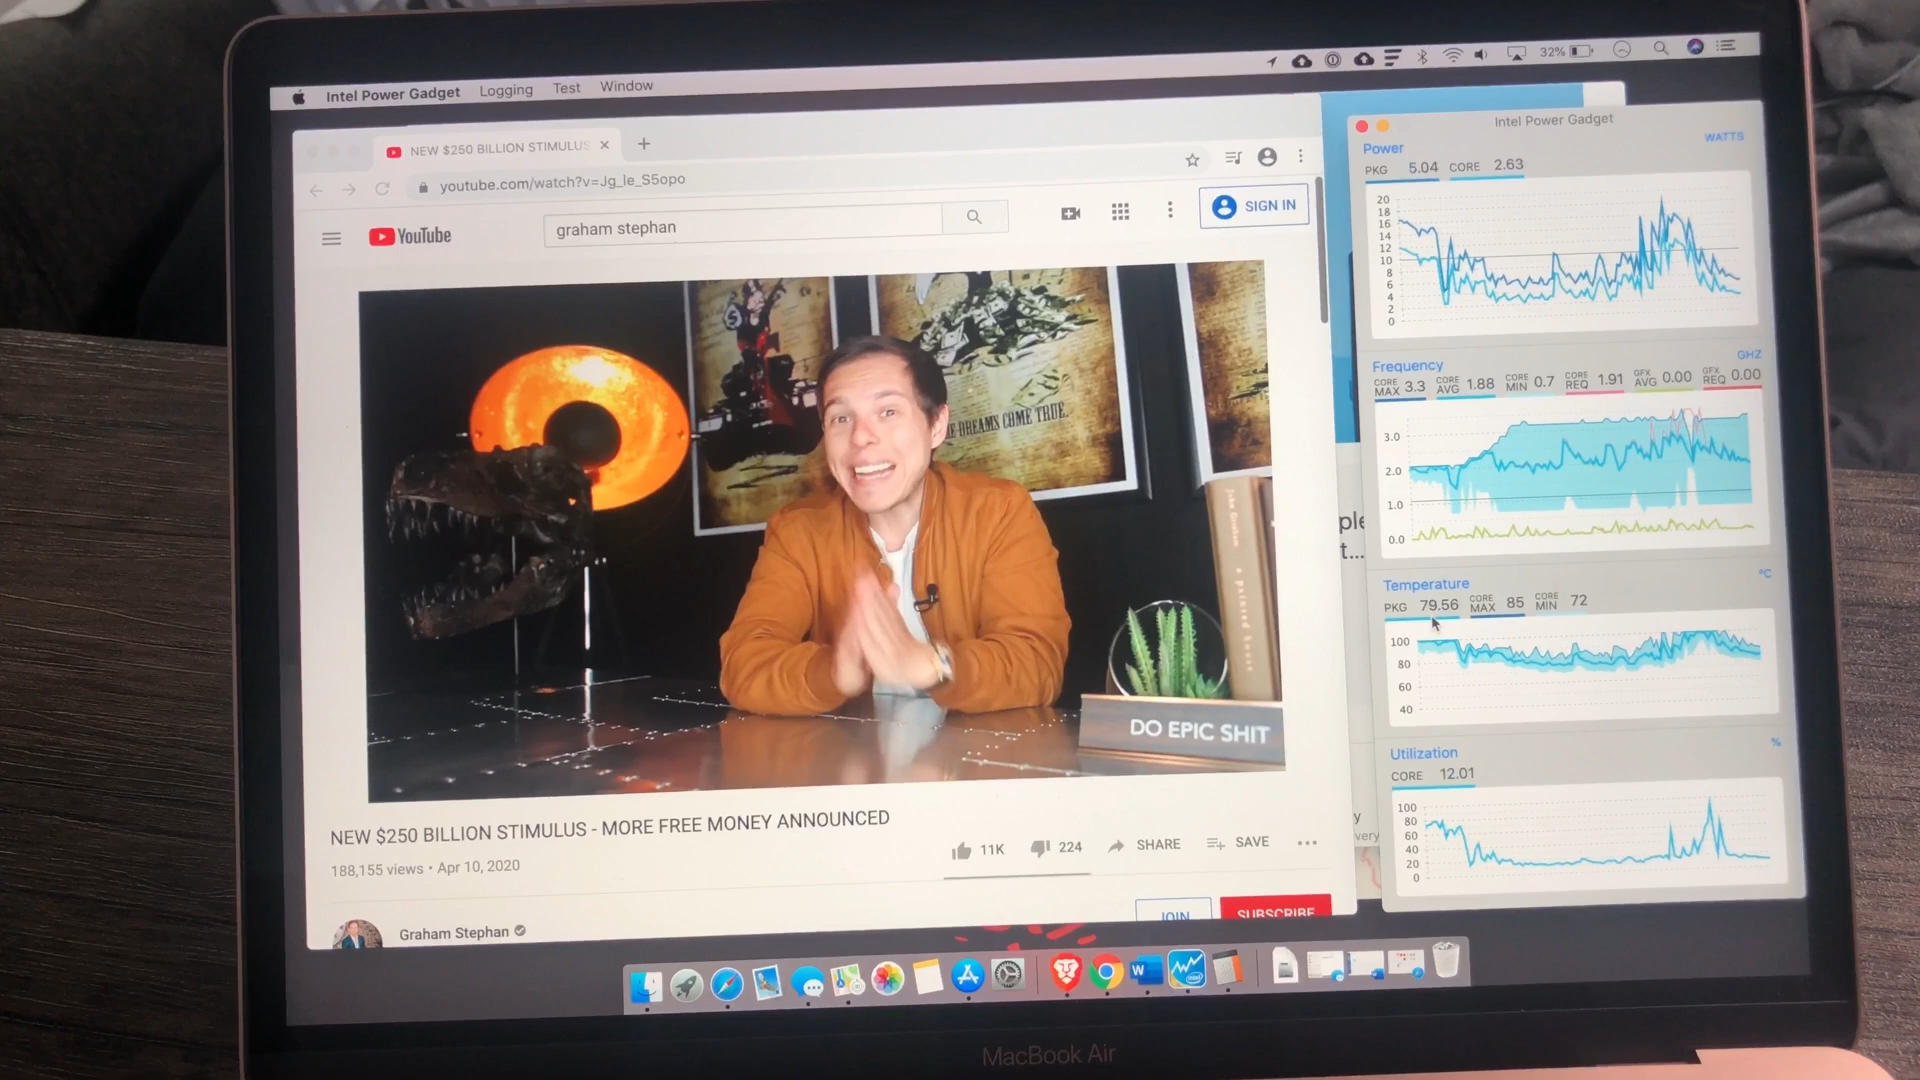 Intel Power Gadget Logging Test Window
32%
NEW $250 BILLION STIMULUS
youtube.com/watch?v=Jg_le_S5opo
YouTube
graham stephan
SIGN IN
E DREAMS COME TRUE.
DO EPIC SHIT
NEW $250 BILLION STIMULUS - MORE FREE MONEY ANNOUNCED
188,155 views • Apr 10, 2020
11K 224 SHARE SAVE
JOIN SUBSCRIBE
Graham Stephan
Intel Power Gadget
Power WATTS
PKG 5.04 CORE 2.63
20
18
16
14
12
10
8
6
4
2
0
Frequency GHZ
CORE MAX 3.3 CORE AVG 1.88 CORE MIN 0.7 CORE REQ 1.91 GFX AVG 0.00 GFX REQ 0.00
3.0
2.0
1.0
0.0
Temperature °C
PKG 79.56 CORE MAX 85 CORE MIN 72
100
80
60
40
Utilization %
CORE 12.01
100
80
60
40
20
0
MacBook Air